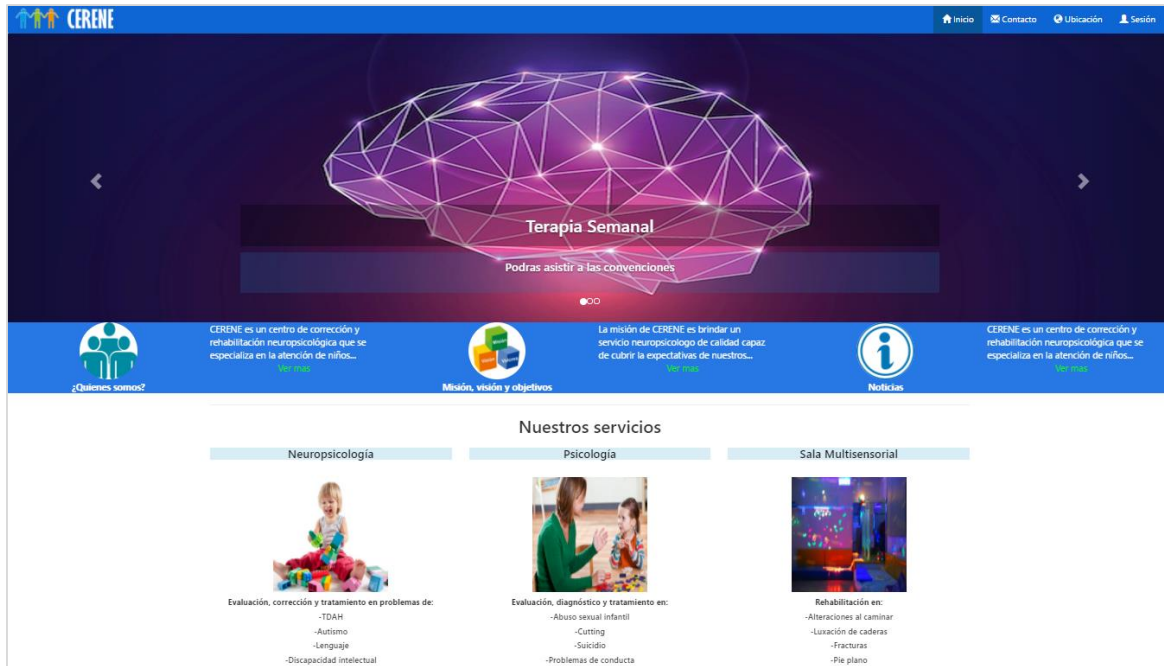 CERENE
Inicio
Contacto
Ubicación
Sesión
Terapia Semanal
Podras asistir a las convenciones
¿Quienes somos?
CERENE es un centro de corrección y
rehabilitación neuropsicológica que se
especializa en la atención de niños...
Ver mas
Misión, visión y objetivos
La misión de CERENE es brindar un
servicio neuropsicologo de calidad capaz
de cubrir la expectativas de nuestros...
Ver mas
Noticias
CERENE es un centro de corrección y
rehabilitación neuropsicológica que se
especializa en la atención de niños...
Ver mas
Nuestros servicios
Neuropsicología
Psicología
Sala Multisensorial
Evaluación, corrección y tratamiento en problemas de:
-TDAH
-Autismo
-Lenguaje
-Discapacidad intelectual
Evaluación, diagnóstico y tratamiento en:
-Abuso sexual infantil
-Cutting
-Suicidio
-Problemas de conducta
Rehabilitación en:
-Alteraciones al caminar
-Luxación de caderas
-Fracturas
-Pie plano